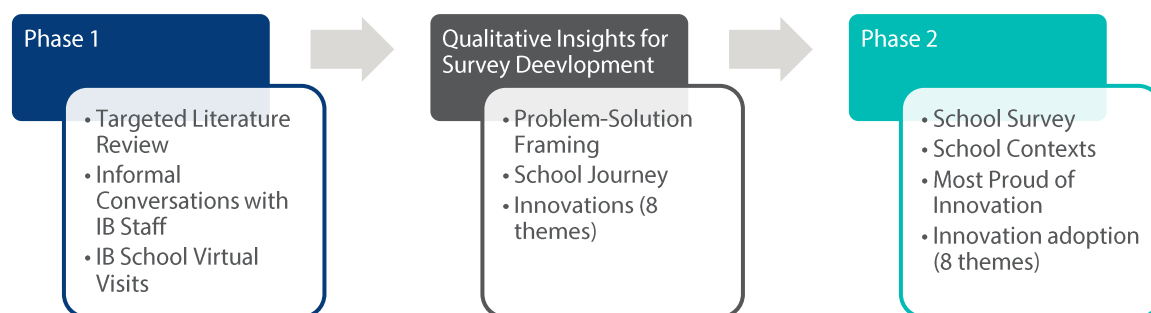 Phase 1
• Targeted Literature
Review
• Informal
Conversations with
IB Staff
• IB School Virtual
Visits
Qualitative Insights for
Survey Deevlopment
• Problem-Solution
Framing
• School Journey
• Innovations (8
themes)
Phase 2
• School Survey
• School Contexts
• Most Proud of
Innovation
• Innovation adoption
(8 themes)